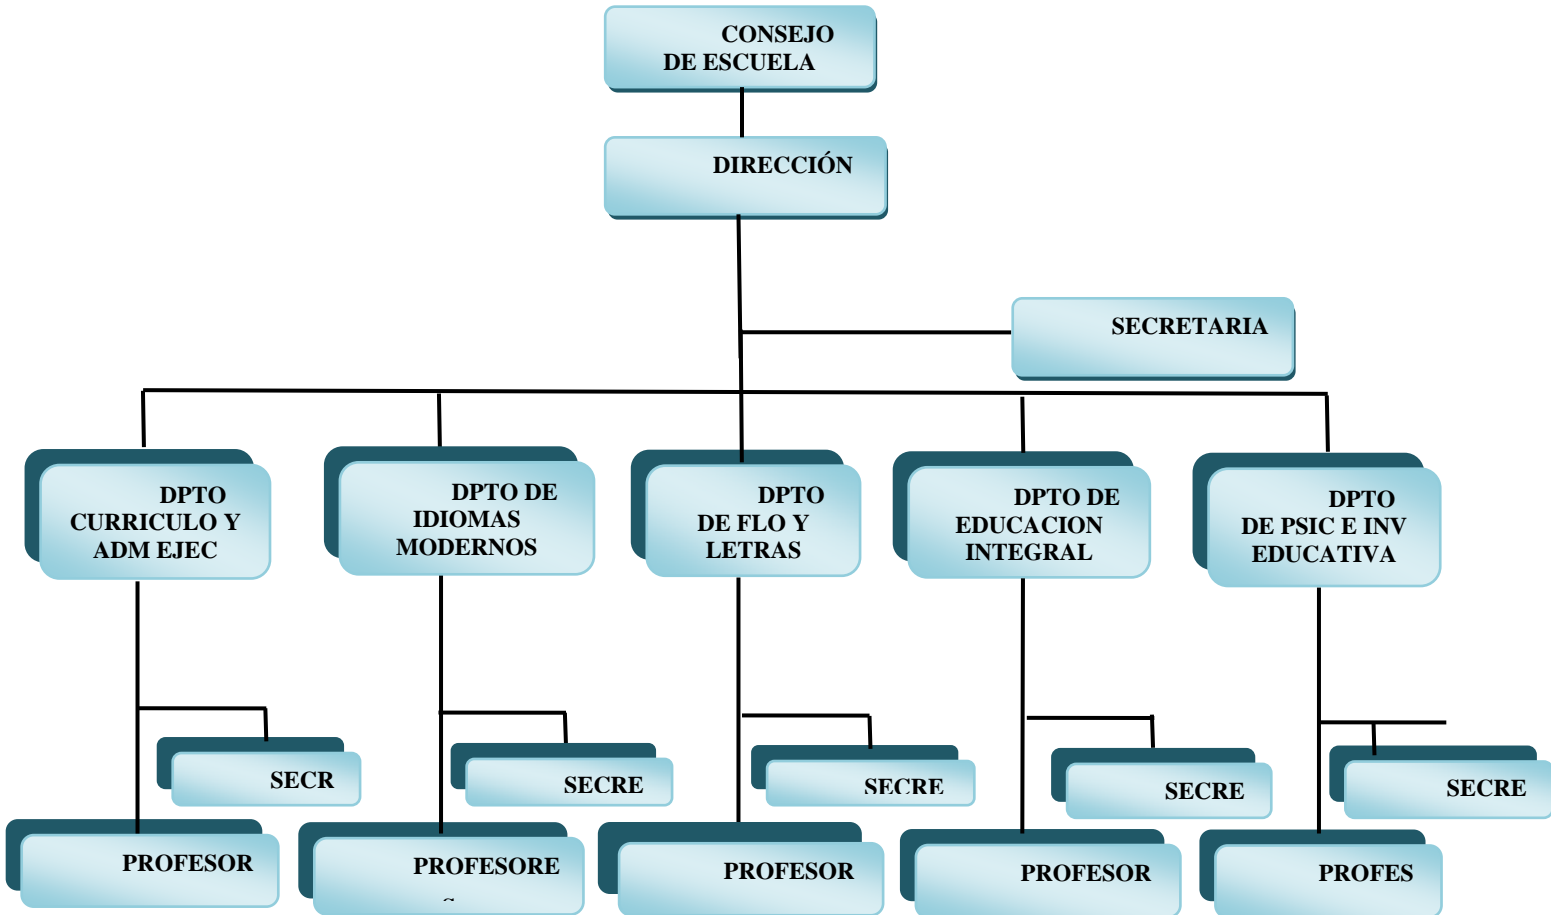 CONSEJO
DE ESCUELA
DIRECCIÓN
SECRETARIA
DPTO
CURRICULO Y
ADM EJEC
DPTO DE
IDIOMAS
MODERNOS
DPTO
DE FLO Y
LETRAS
DPTO DE
EDUCACION
INTEGRAL
DPTO
DE PSIC E INV
EDUCATIVA
SECR
SECRE
SECRE
SECRE
SECRE
PROFESOR
PROFESORE
PROFESOR
PROFESOR
PROFES